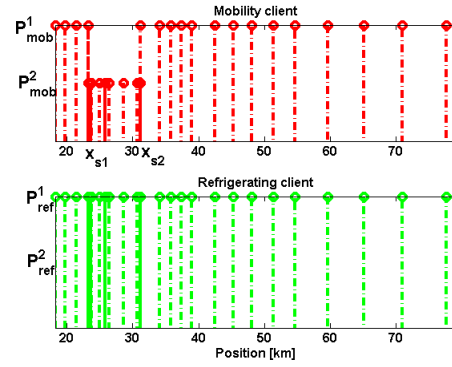 Mobility client
P1mob
P2mob
20 30 40 50 60 70
xs1 xs2
Refrigerating client
P1ref
P2ref
20 30 40 50 60 70
Position [km]